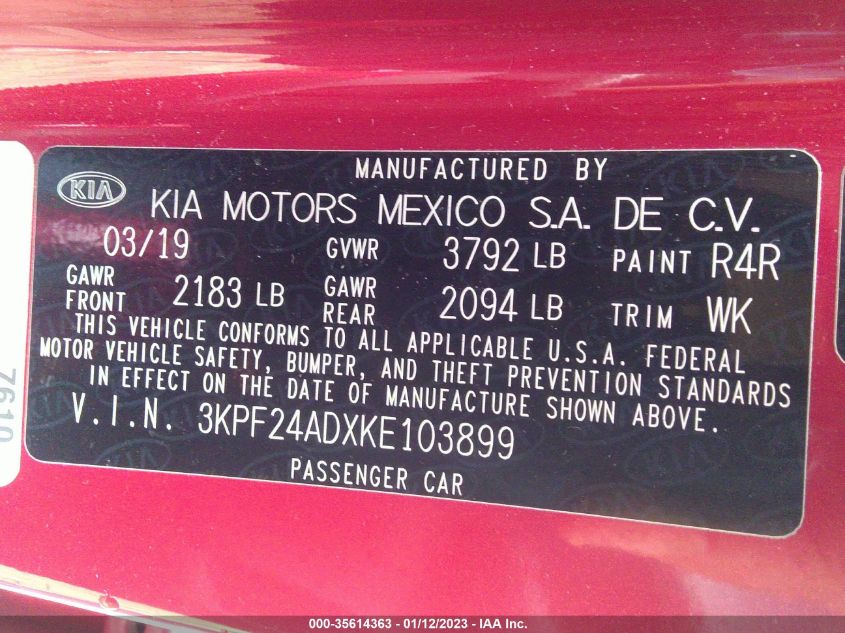 MANUFACTURED BY
KIA
KIA MOTORS MEXICO S.A. DE C.V.
03/19 GVWR 3792 LB PAINT R4R
GAWR FRONT 2183 LB GAWR REAR 2094 LB TRIM WK
THIS VEHICLE CONFORMS TO ALL APPLICABLE U.S.A. FEDERAL
MOTOR VEHICLE SAFETY, BUMPER, AND THEFT PREVENTION STANDARDS
IN EFFECT ON THE DATE OF MANUFACTURE SHOWN ABOVE.
V.I.N. 3KPF24ADXKE103899
PASSENGER CAR
7610
000-35614363 - 01/12/2023 - IAA Inc.